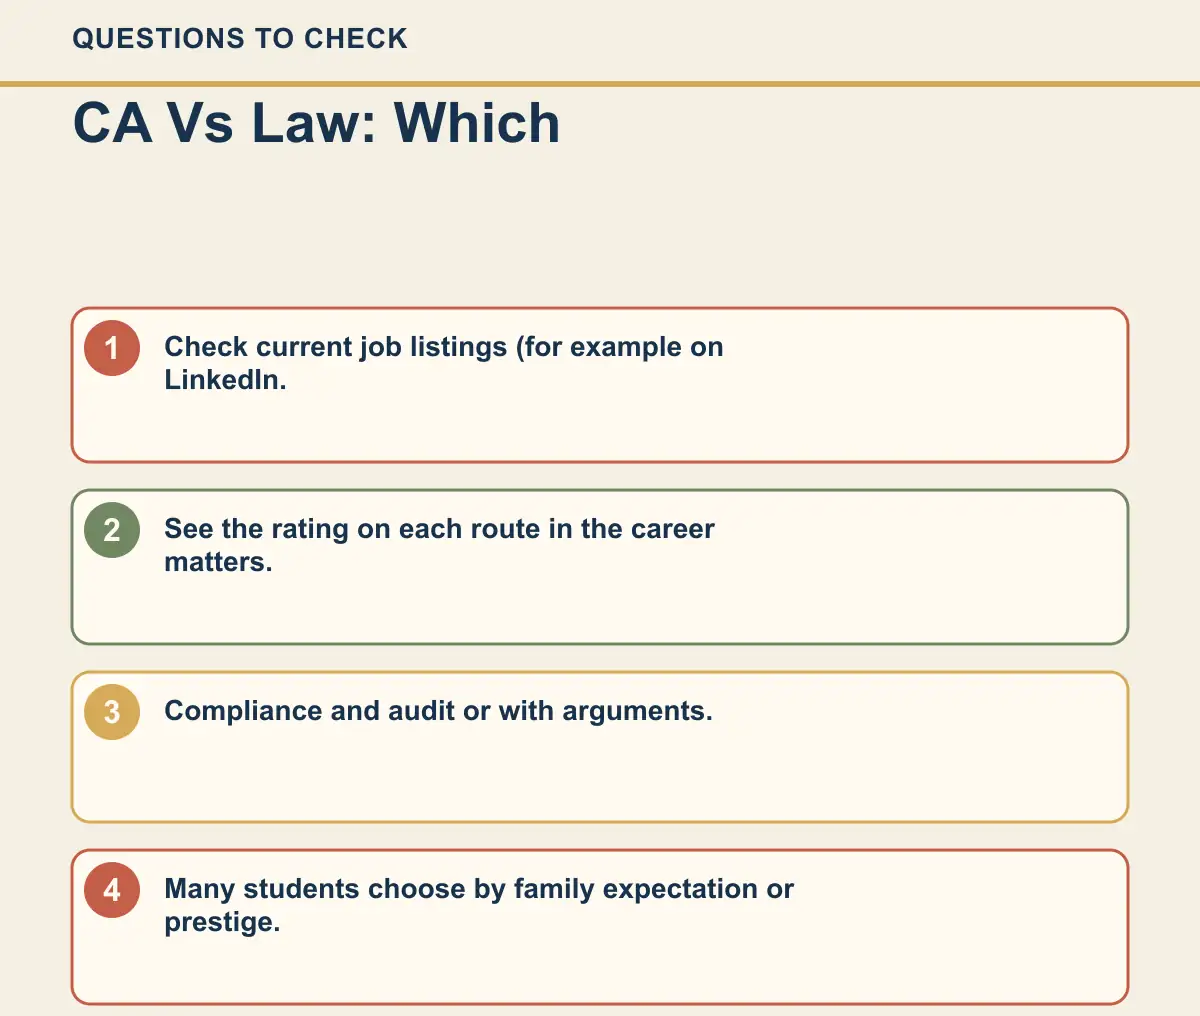 QUESTIONS TO CHECK
CA Vs Law: Which
1
Check current job listings (for example on
LinkedIn.
2
See the rating on each route in the career
matters.
3
Compliance and audit or with arguments.
4
Many students choose by family expectation or
prestige.